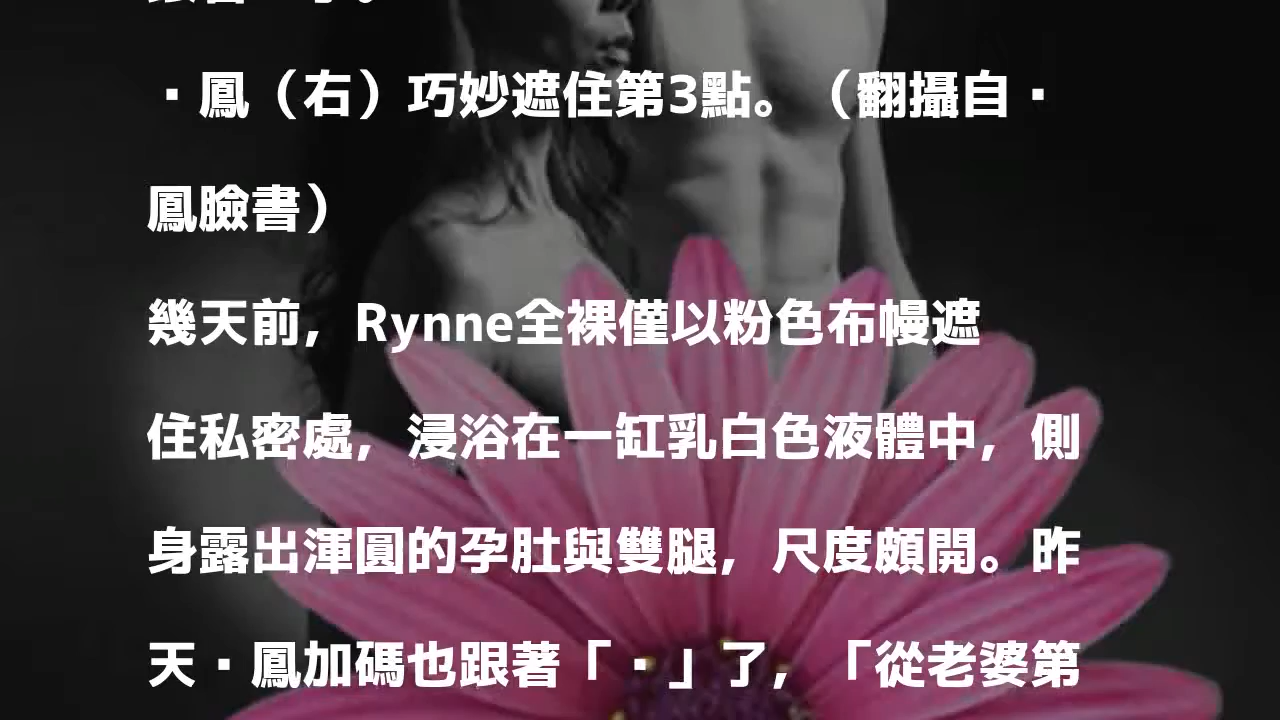 ▪鳳（右）巧妙遮住第3點。（翻攝自▪
鳳臉書）
幾天前，Rynne全裸僅以粉色布幔遮
住私密處，浸浴在一缸乳白色液體中，側
身露出渾圓的孕肚與雙腿，尺度頗開。昨
天▪鳳加碼也跟著「▪」了，「從老婆第